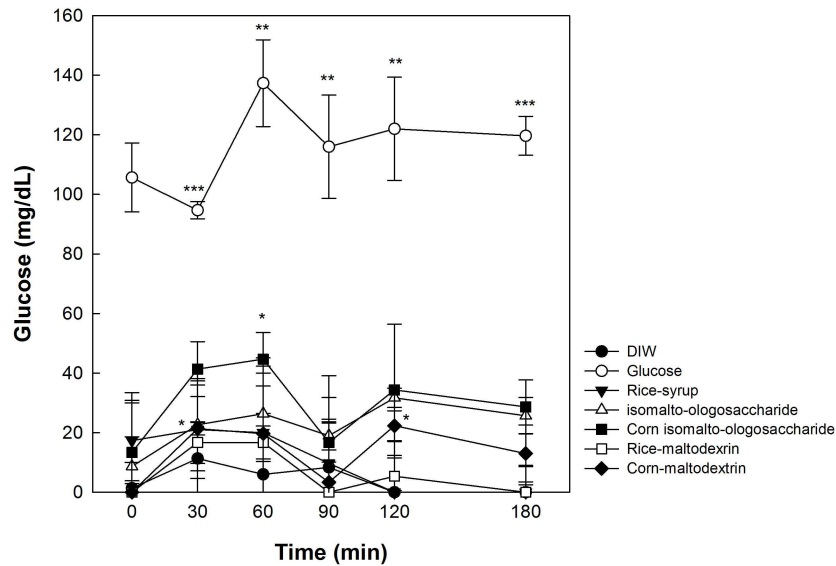 160
140
120
100
80
60
40
20
0
Glucose (mg/dL)
**
**
**
***
***
*
*
*
0 30 60 90 120 180
Time (min)
DIW
Glucose
Rice-syrup
isomalto-ologosaccharide
Corn isomalto-ologosaccharide
Rice-maltodexrin
Corn-maltodextrin